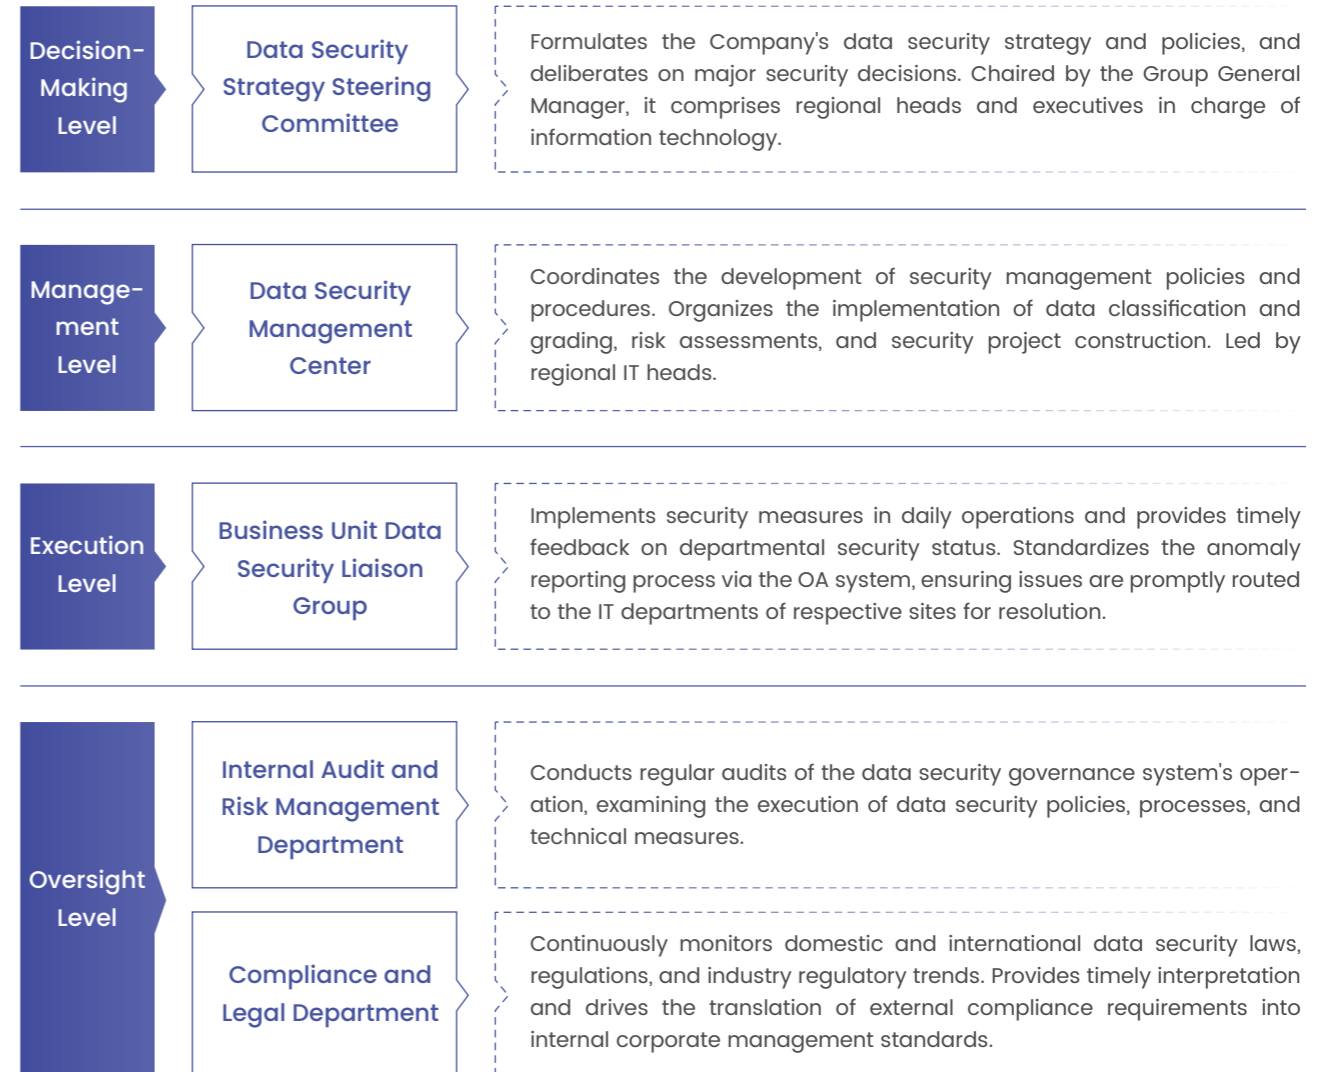 Decision-
Making
Level
Data Security
Strategy Steering
Committee
Formulates the Company's data security strategy and policies, and
deliberates on major security decisions. Chaired by the Group General
Manager, it comprises regional heads and executives in charge of
information technology.
Manage-
ment
Level
Data Security
Management
Center
Coordinates the development of security management policies and
procedures. Organizes the implementation of data classification and
grading, risk assessments, and security project construction. Led by
regional IT heads.
Execution
Level
Business Unit Data
Security Liaison
Group
Implements security measures in daily operations and provides timely
feedback on departmental security status. Standardizes the anomaly
reporting process via the OA system, ensuring issues are promptly routed
to the IT departments of respective sites for resolution.
Oversight
Level
Internal Audit and
Risk Management
Department
Conducts regular audits of the data security governance system's oper-
ation, examining the execution of data security policies, processes, and
technical measures.
Compliance and
Legal Department
Continuously monitors domestic and international data security laws,
regulations, and industry regulatory trends. Provides timely interpretation
and drives the translation of external compliance requirements into
internal corporate management standards.